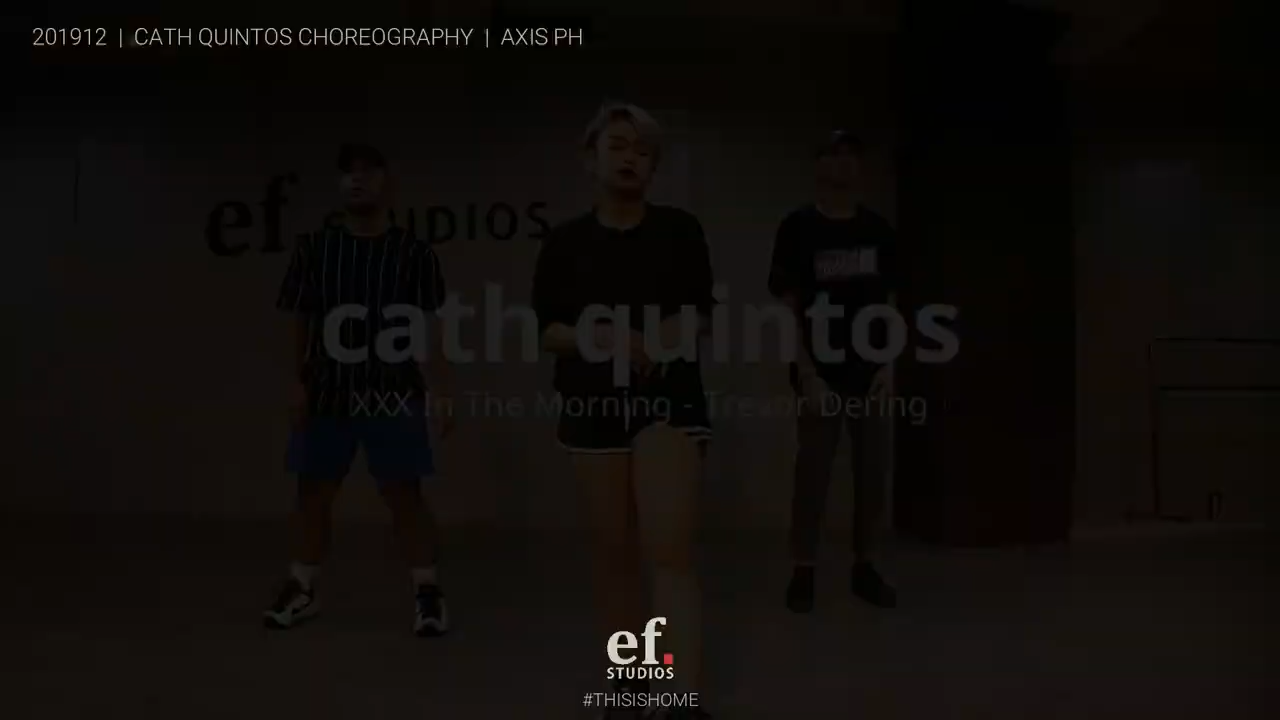 201912 | CATH QUINTOS CHOREOGRAPHY | AXIS PH
ef. STUDIOS
cath quintos
XXX In The Morning - Trevor Dering
ef.
STUDIOS
#THISISHOME